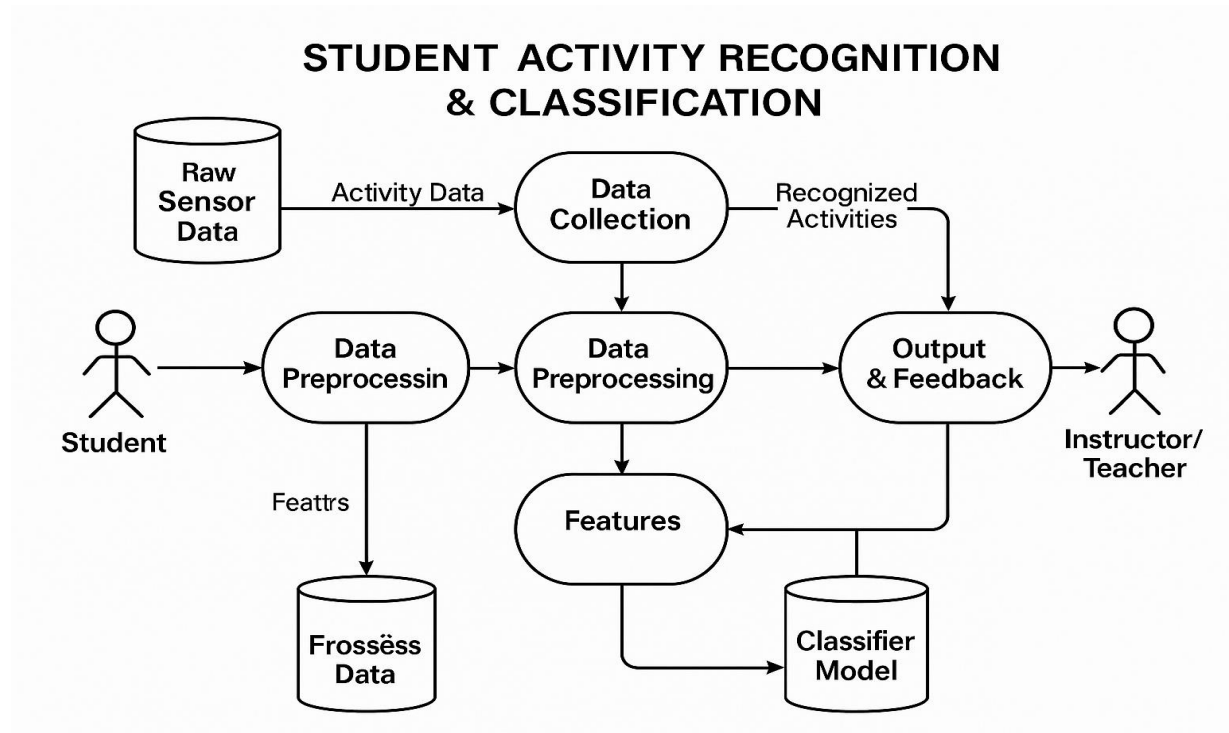 STUDENT ACTIVITY RECOGNITION
& CLASSIFICATION
Raw
Sensor
Data
Activity Data
Data
Collection
Recognized
Activities
Student
Data
Preprocessin
Data
Preprocessing
Output
& Feedback
Instructor/
Teacher
Feattrs
Features
Frossëss
Data
Classifier
Model